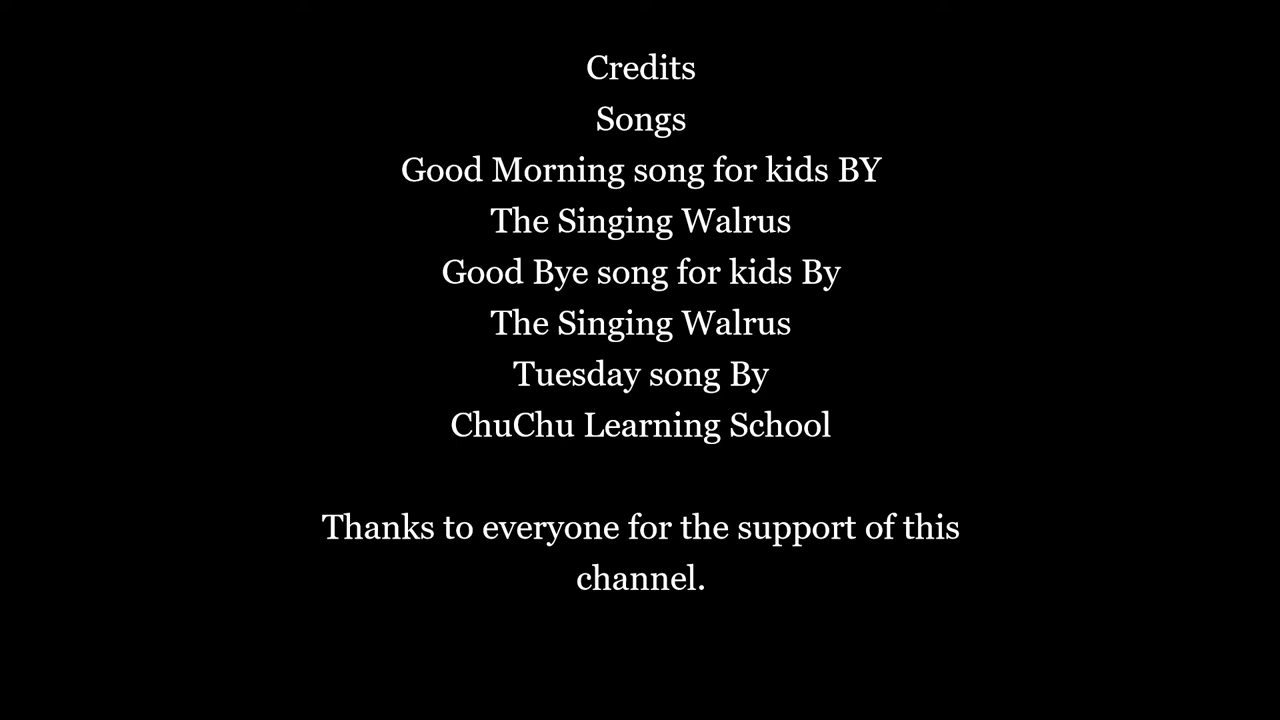 Credits
Songs
Good Morning song for kids BY
The Singing Walrus
Good Bye song for kids By
The Singing Walrus
Tuesday song By
ChuChu Learning School
Thanks to everyone for the support of this
channel.